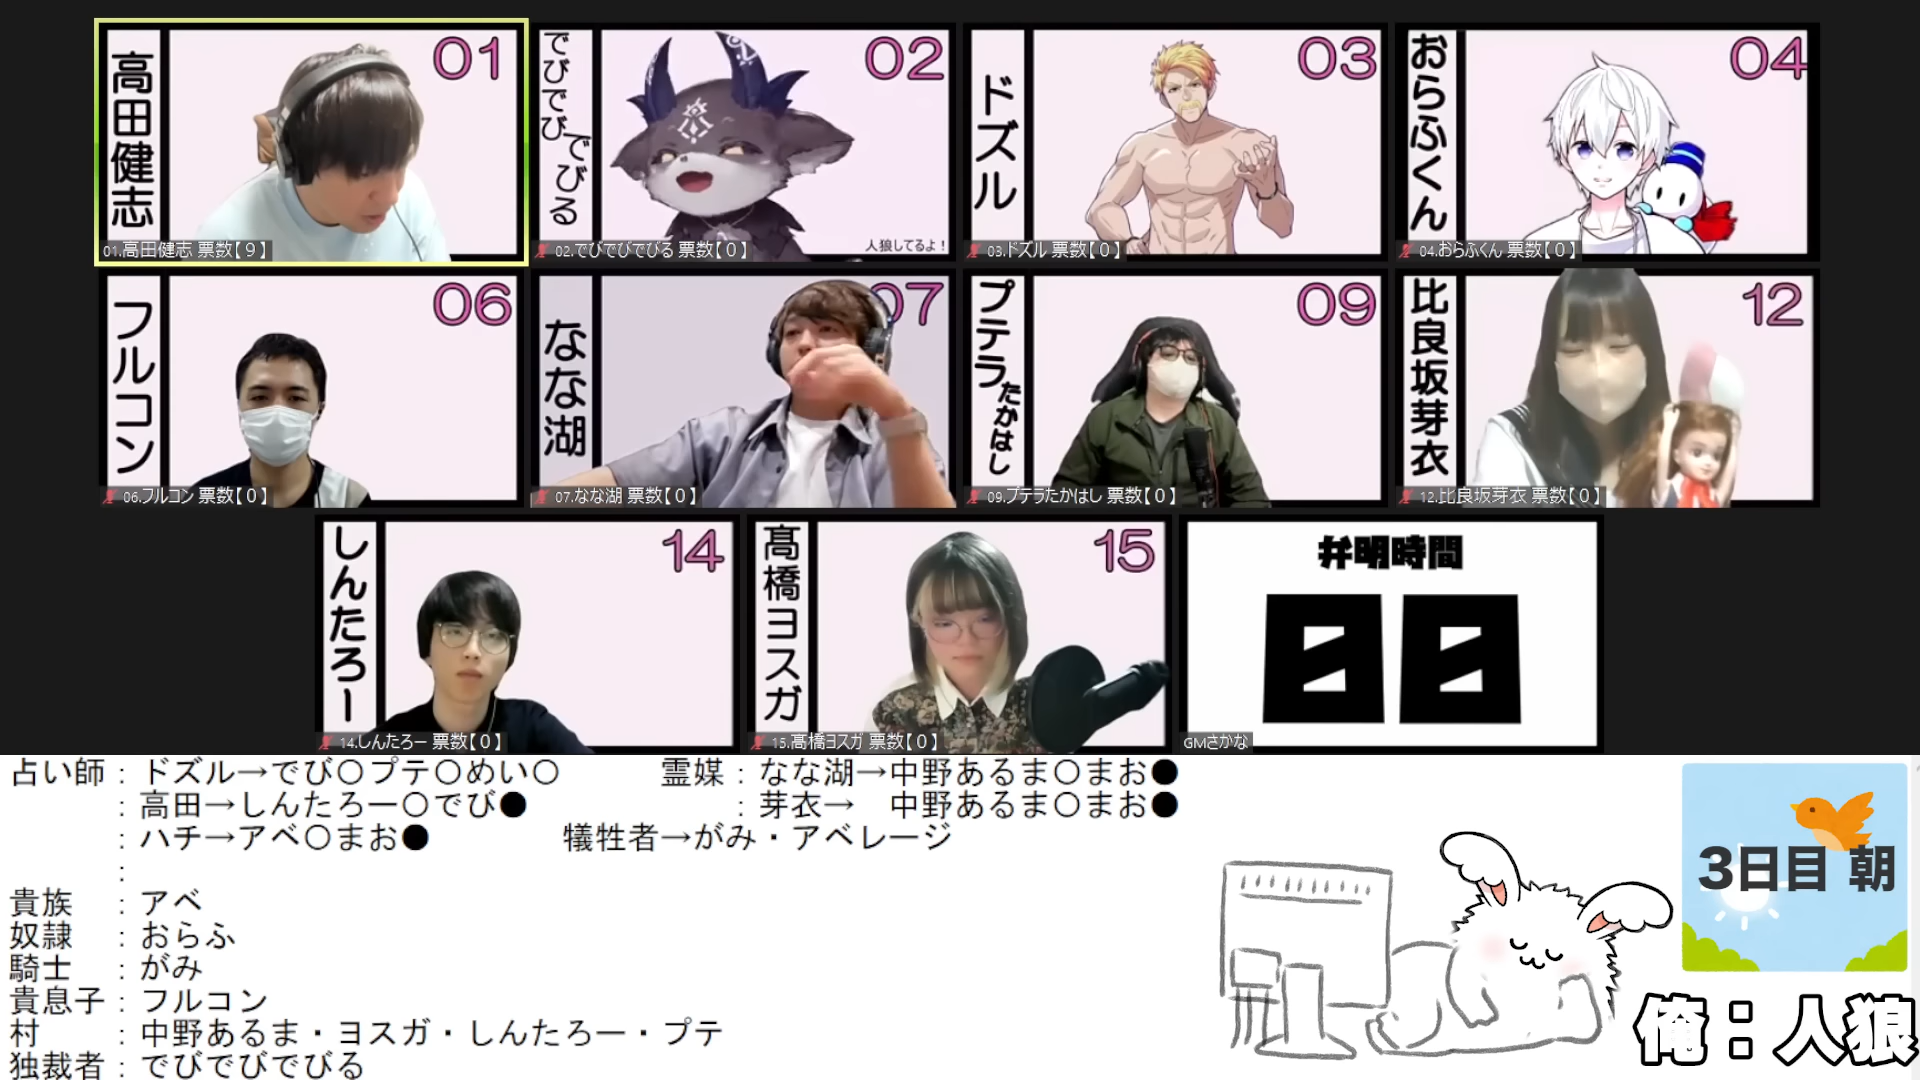 高田健志
01
01.高田健志 票数【9】
でびでびでびる
02
人狼してるよ!
02.でびでびでびる 票数【0】
ドズル
03
03.ドズル 票数【0】
おらふくん
04
04.おらふくん 票数【0】
フルコン
06
06.フルコン 票数【0】
なな湖
07
07.なな湖 票数【0】
プテラたかはし
09
09.プテラたかはし 票数【0】
比良坂芽衣
12
12.比良坂芽衣 票数【0】
しんたろー
14
14.しんたろー 票数【0】
髙橋ヨスガ
15
15.髙橋ヨスガ 票数【0】
弁明時間
00
GMさかな
占い師:ドズル→でび〇プテ〇めい〇
:高田→しんたろー〇でび●
:ハチ→アベ〇まお●
:
霊媒:なな湖→中野あるま〇まお●
:芽衣→ 中野あるま〇まお●
犠牲者→がみ・アベレージ
貴族:アベ
奴隷:おらふ
騎士:がみ
貴息子:フルコン
村:中野あるま・ヨスガ・しんたろー・プテ
独裁者:でびでびでびる
3日目 朝
俺:人狼